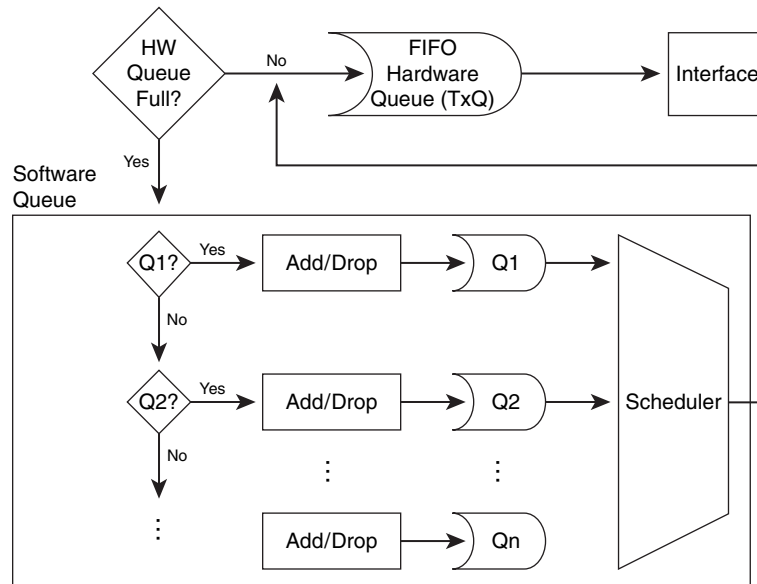 HW
Queue
Full?
No
FIFO
Hardware
Queue (TxQ)
Interface
Yes
Software
Queue
Q1?
Yes
Add/Drop
Q1
No
Q2?
Yes
Add/Drop
Q2
Scheduler
No
Add/Drop
Qn